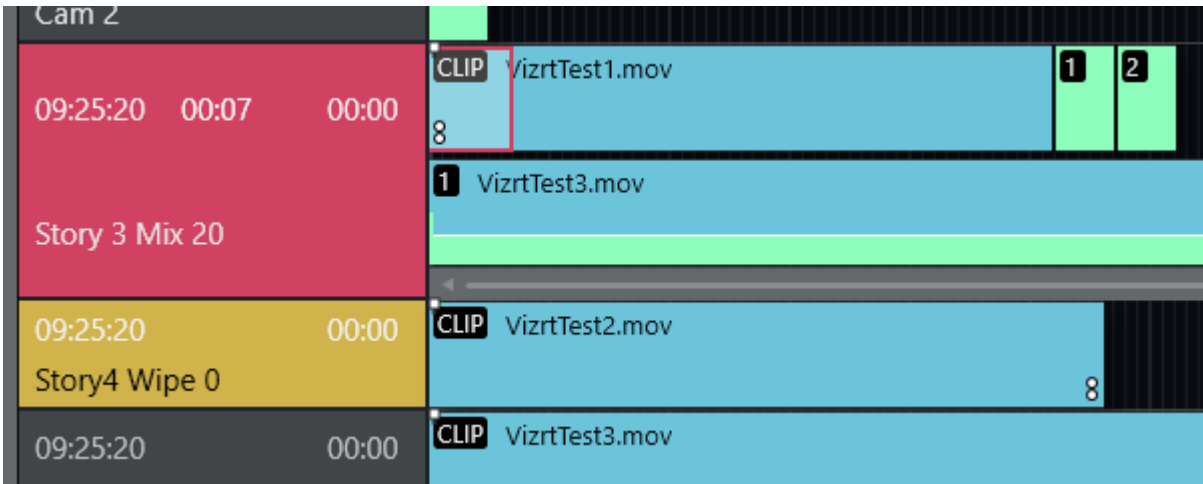 Cam 2
CLIP VizrtTest1.mov 1 2
09:25:20 00:07 00:00
1 VizrtTest3.mov
Story 3 Mix 20
CLIP VizrtTest2.mov
09:25:20 00:00
Story4 Wipe 0
CLIP VizrtTest3.mov
09:25:20 00:00